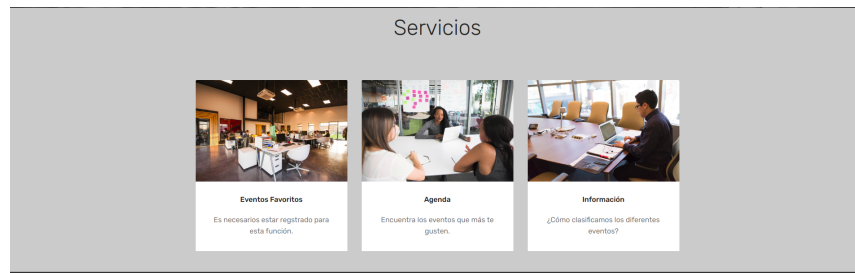 Servicios
Eventos Favoritos
Es necesarios estar regstrado para
esta función.
Agenda
Encuentra los eventos que más te
gusten.
Información
¿Cómo clasificamos los diferentes
eventos?